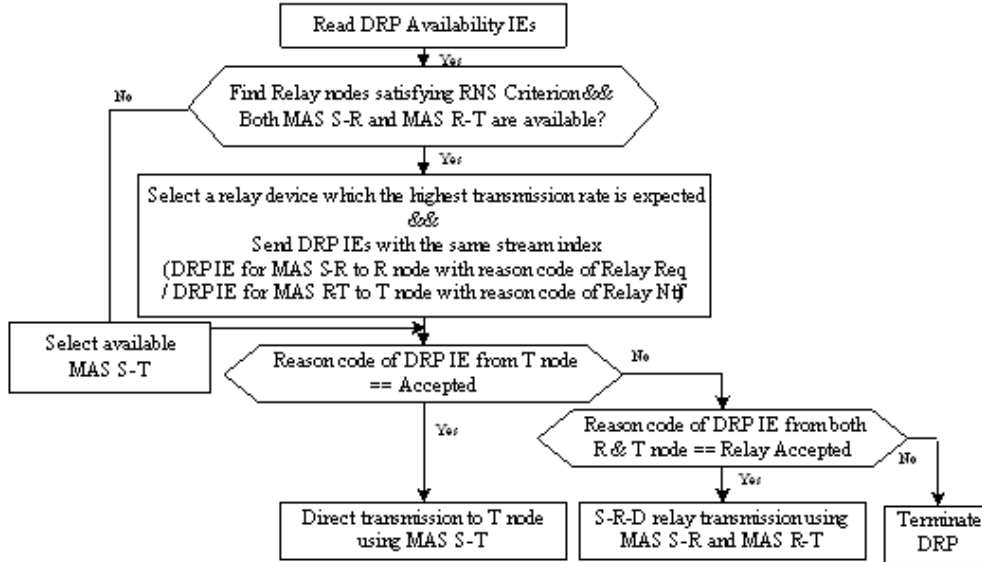 Read DRP Availability IEs
Yes
No
Find Relay nodes satisfying RNS Criterion &&
Both MAS S-R and MAS R-T are available?
Yes
Select a relay device which the highest transmission rate is expected
&&
Send DRP IEs with the same stream index
(DRP IE for MAS S-R to R node with reason code of Relay Req
/ DRP IE for MAS R-T to T node with reason code of Relay Ntf)
Select available
MAS S-T
Reason code of DRP IE from T node
== Accepted
No
Yes
Reason code of DRP IE from both
R & T node == Relay Accepted
No
Yes
Direct transmission to T node
using MAS S-T
S-R-D relay transmission using
MAS S-R and MAS R-T
Terminate
DRP